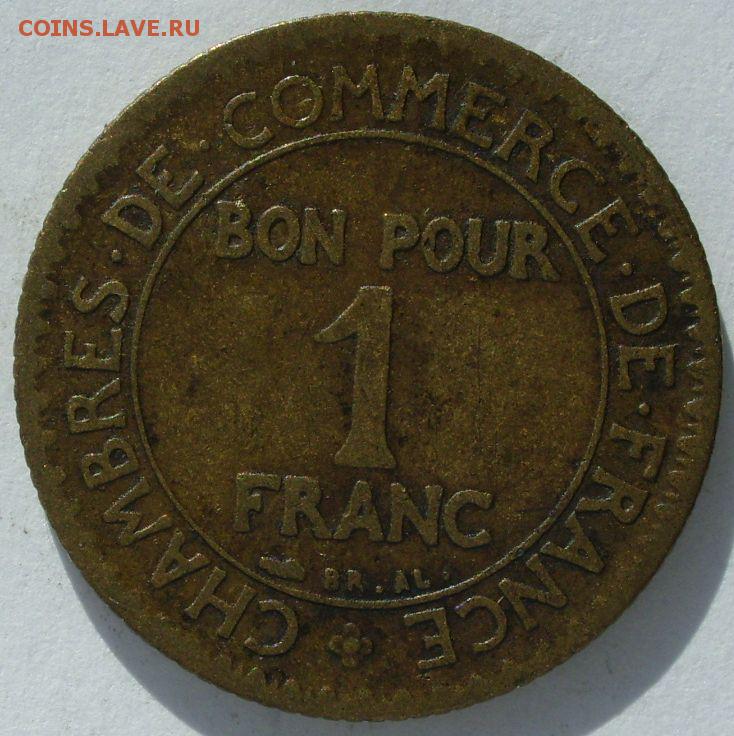 COINS.LAVE.RU
CHAMBRES · DE · COMMERCE · DE · FRANCE
BON POUR
1
FRANC
BR . AL .